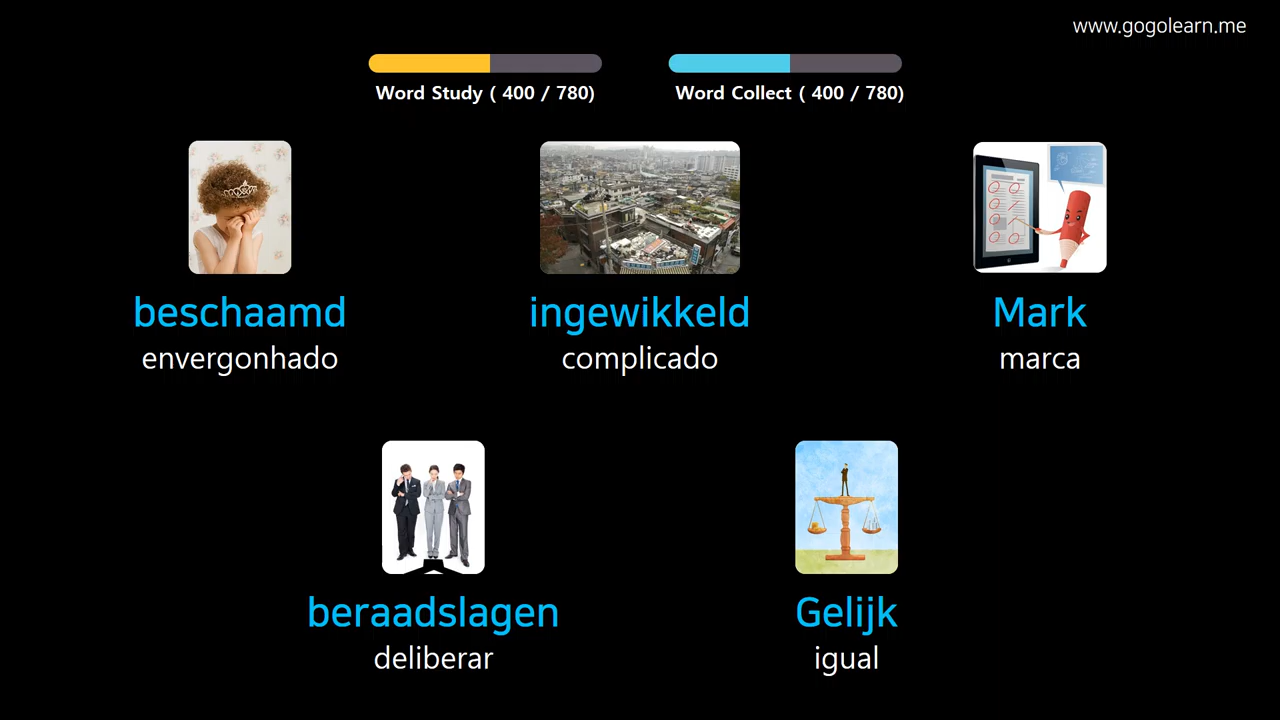 www.gogolearn.me
Word Study ( 400 / 780)
Word Collect ( 400 / 780)
beschaamd
envergonhado
ingewikkeld
complicado
Mark
marca
beraadslagen
deliberar
Gelijk
igual